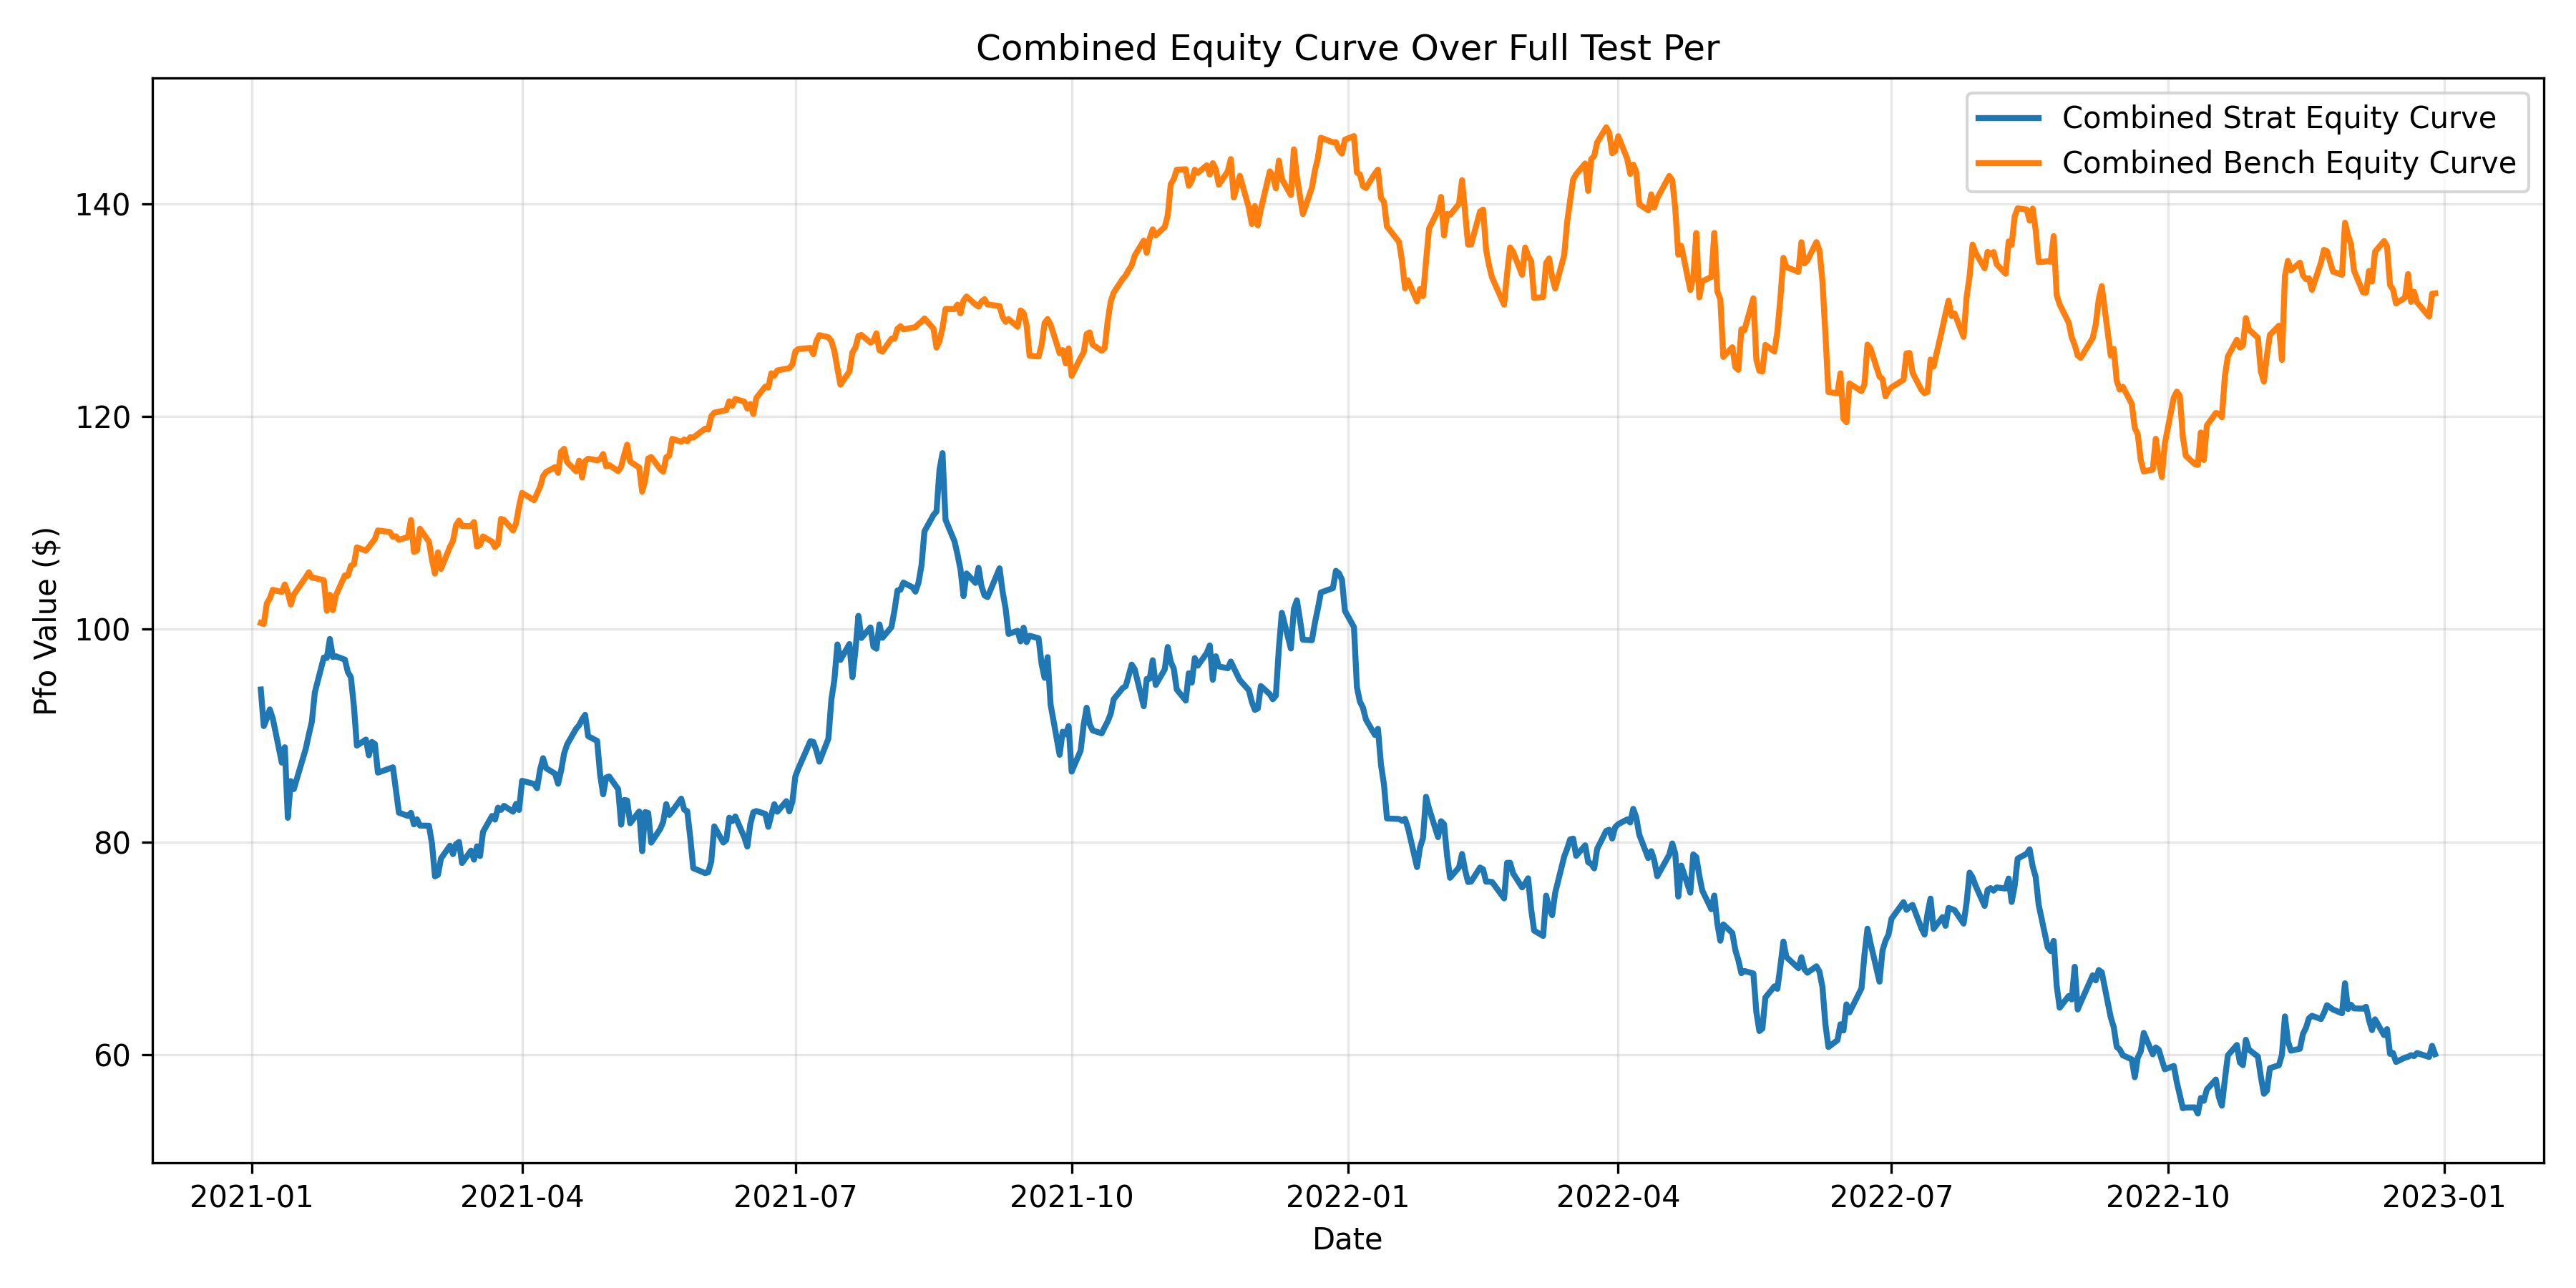 Combined Equity Curve Over Full Test Per
Combined Strat Equity Curve
Combined Bench Equity Curve
Pfo Value ($)
140
120
100
80
60
2021-01
2021-04
2021-07
2021-10
2022-01
2022-04
2022-07
2022-10
2023-01
Date